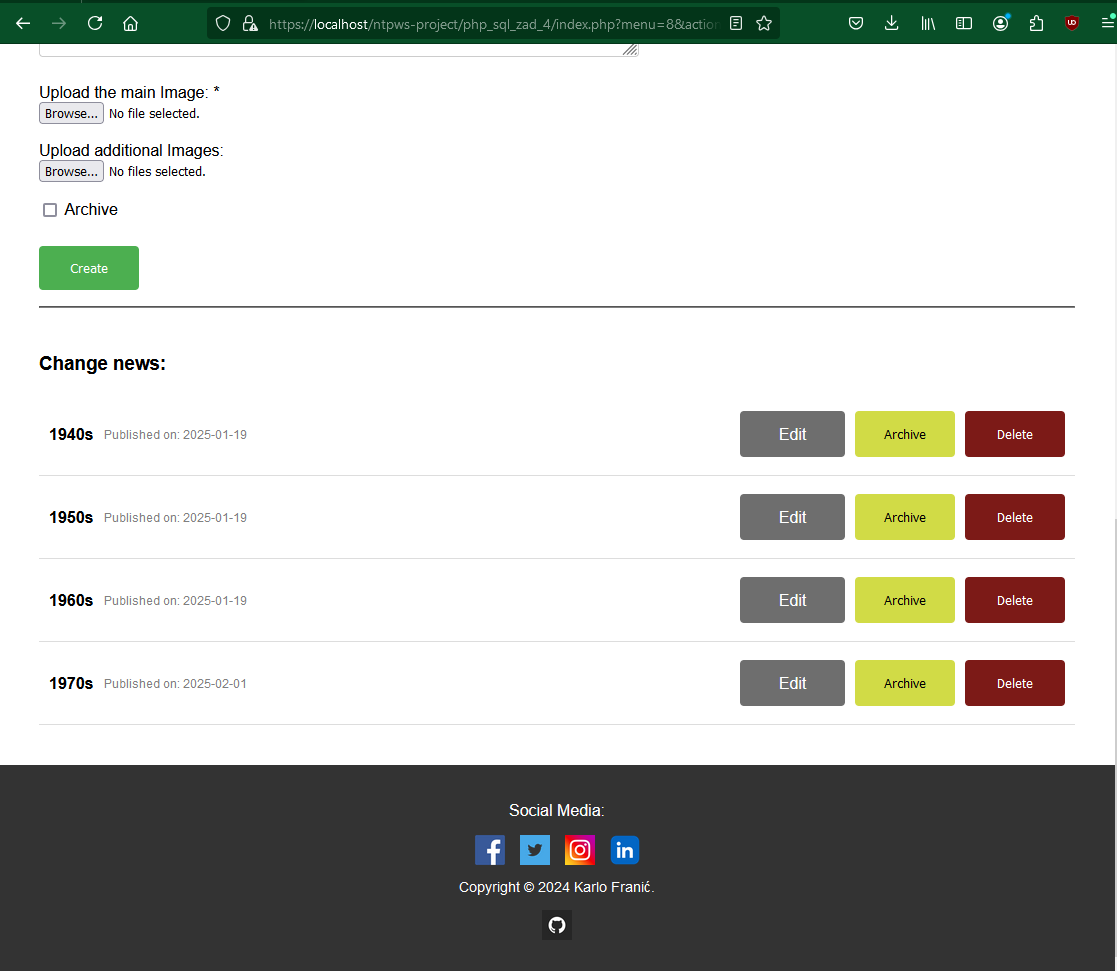 https://localhost/ntpws-project/php_sql_zad_4/index.php?menu=8&actio
Upload the main Image: *
Browse... No file selected.
Upload additional Images:
Browse... No files selected.
Archive
Create
Change news:
1940s Published on: 2025-01-19 Edit Archive Delete
1950s Published on: 2025-01-19 Edit Archive Delete
1960s Published on: 2025-01-19 Edit Archive Delete
1970s Published on: 2025-02-01 Edit Archive Delete
Social Media:
Copyright © 2024 Karlo Franić.